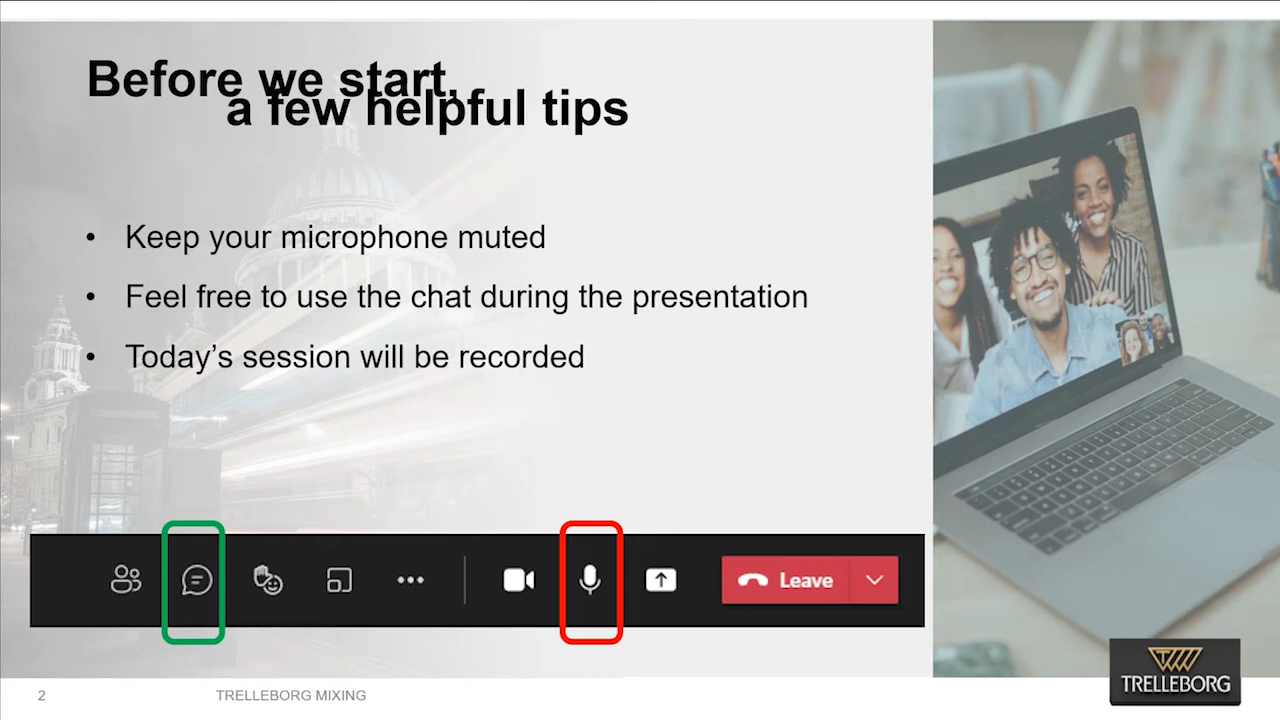 Before we start,
a few helpful tips
• Keep your microphone muted
• Feel free to use the chat during the presentation
• Today’s session will be recorded
Leave
2 TRELLEBORG MIXING
TRELLEBORG